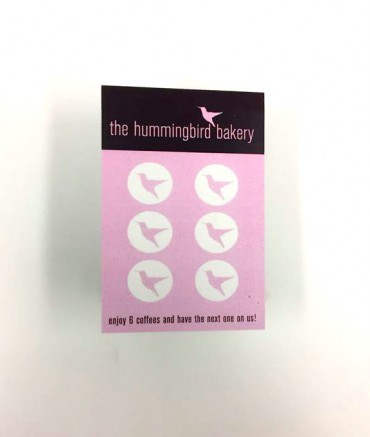 the hummingbird bakery
enjoy 6 coffees and have the next one on us!